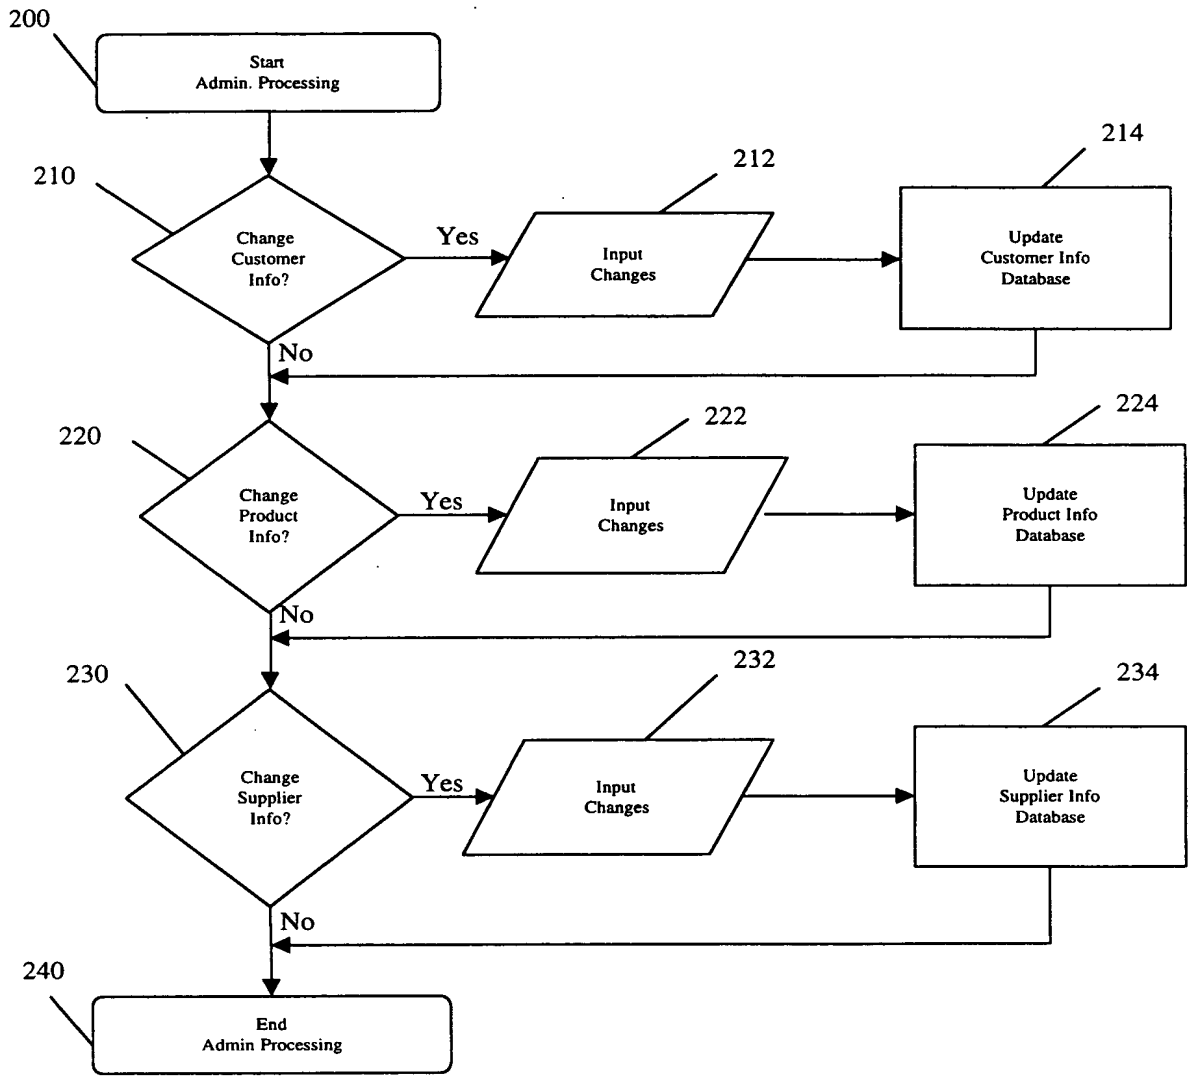 200
Start
Admin. Processing
210
Change
Customer
Info?
Yes
212
Input
Changes
214
Update
Customer Info
Database
No
220
Change
Product
Info?
Yes
222
Input
Changes
224
Update
Product Info
Database
No
230
Change
Supplier
Info?
Yes
232
Input
Changes
234
Update
Supplier Info
Database
No
240
End
Admin Processing